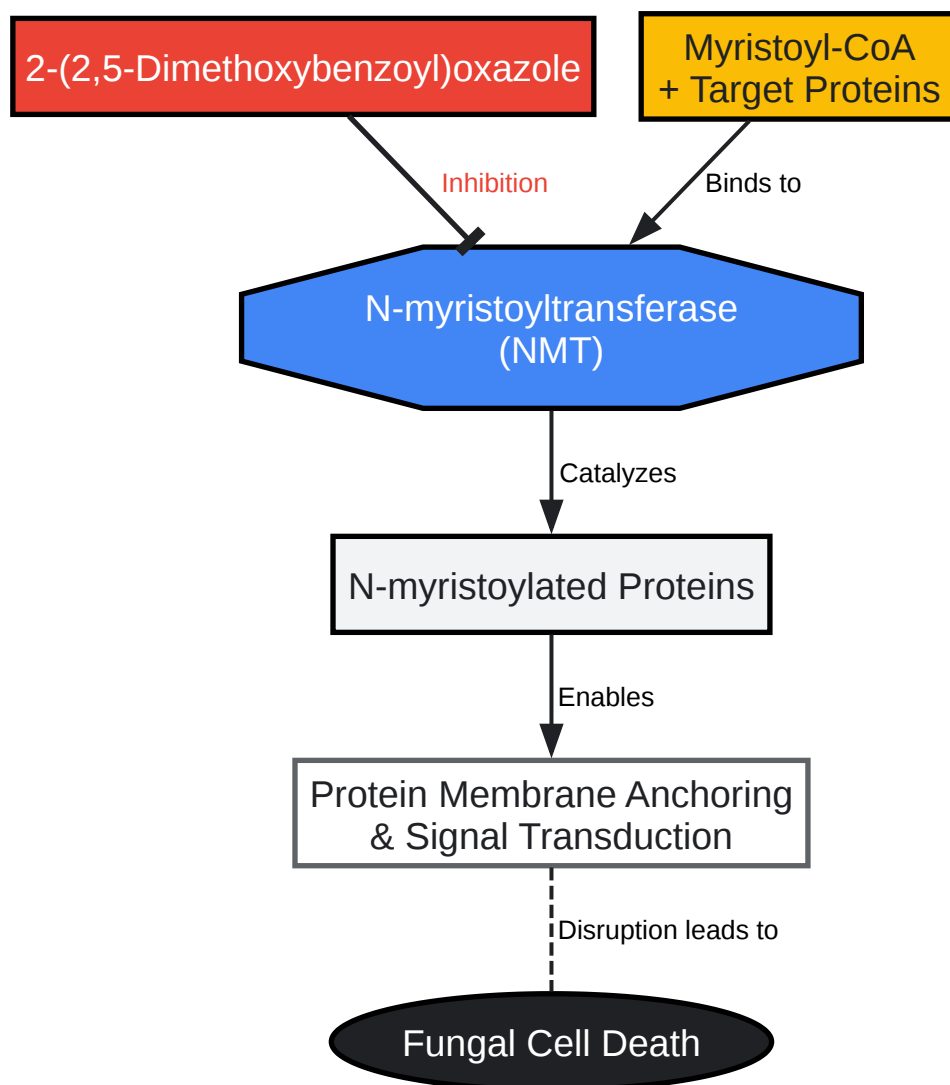 2-(2,5-Dimethoxybenzoyl)oxazole
Myristoyl-CoA
+ Target Proteins
Inhibition
Binds to
N-myristoyltransferase
(NMT)
Catalyzes
N-myristoylated Proteins
Enables
Protein Membrane Anchoring
& Signal Transduction
Disruption leads to
Fungal Cell Death